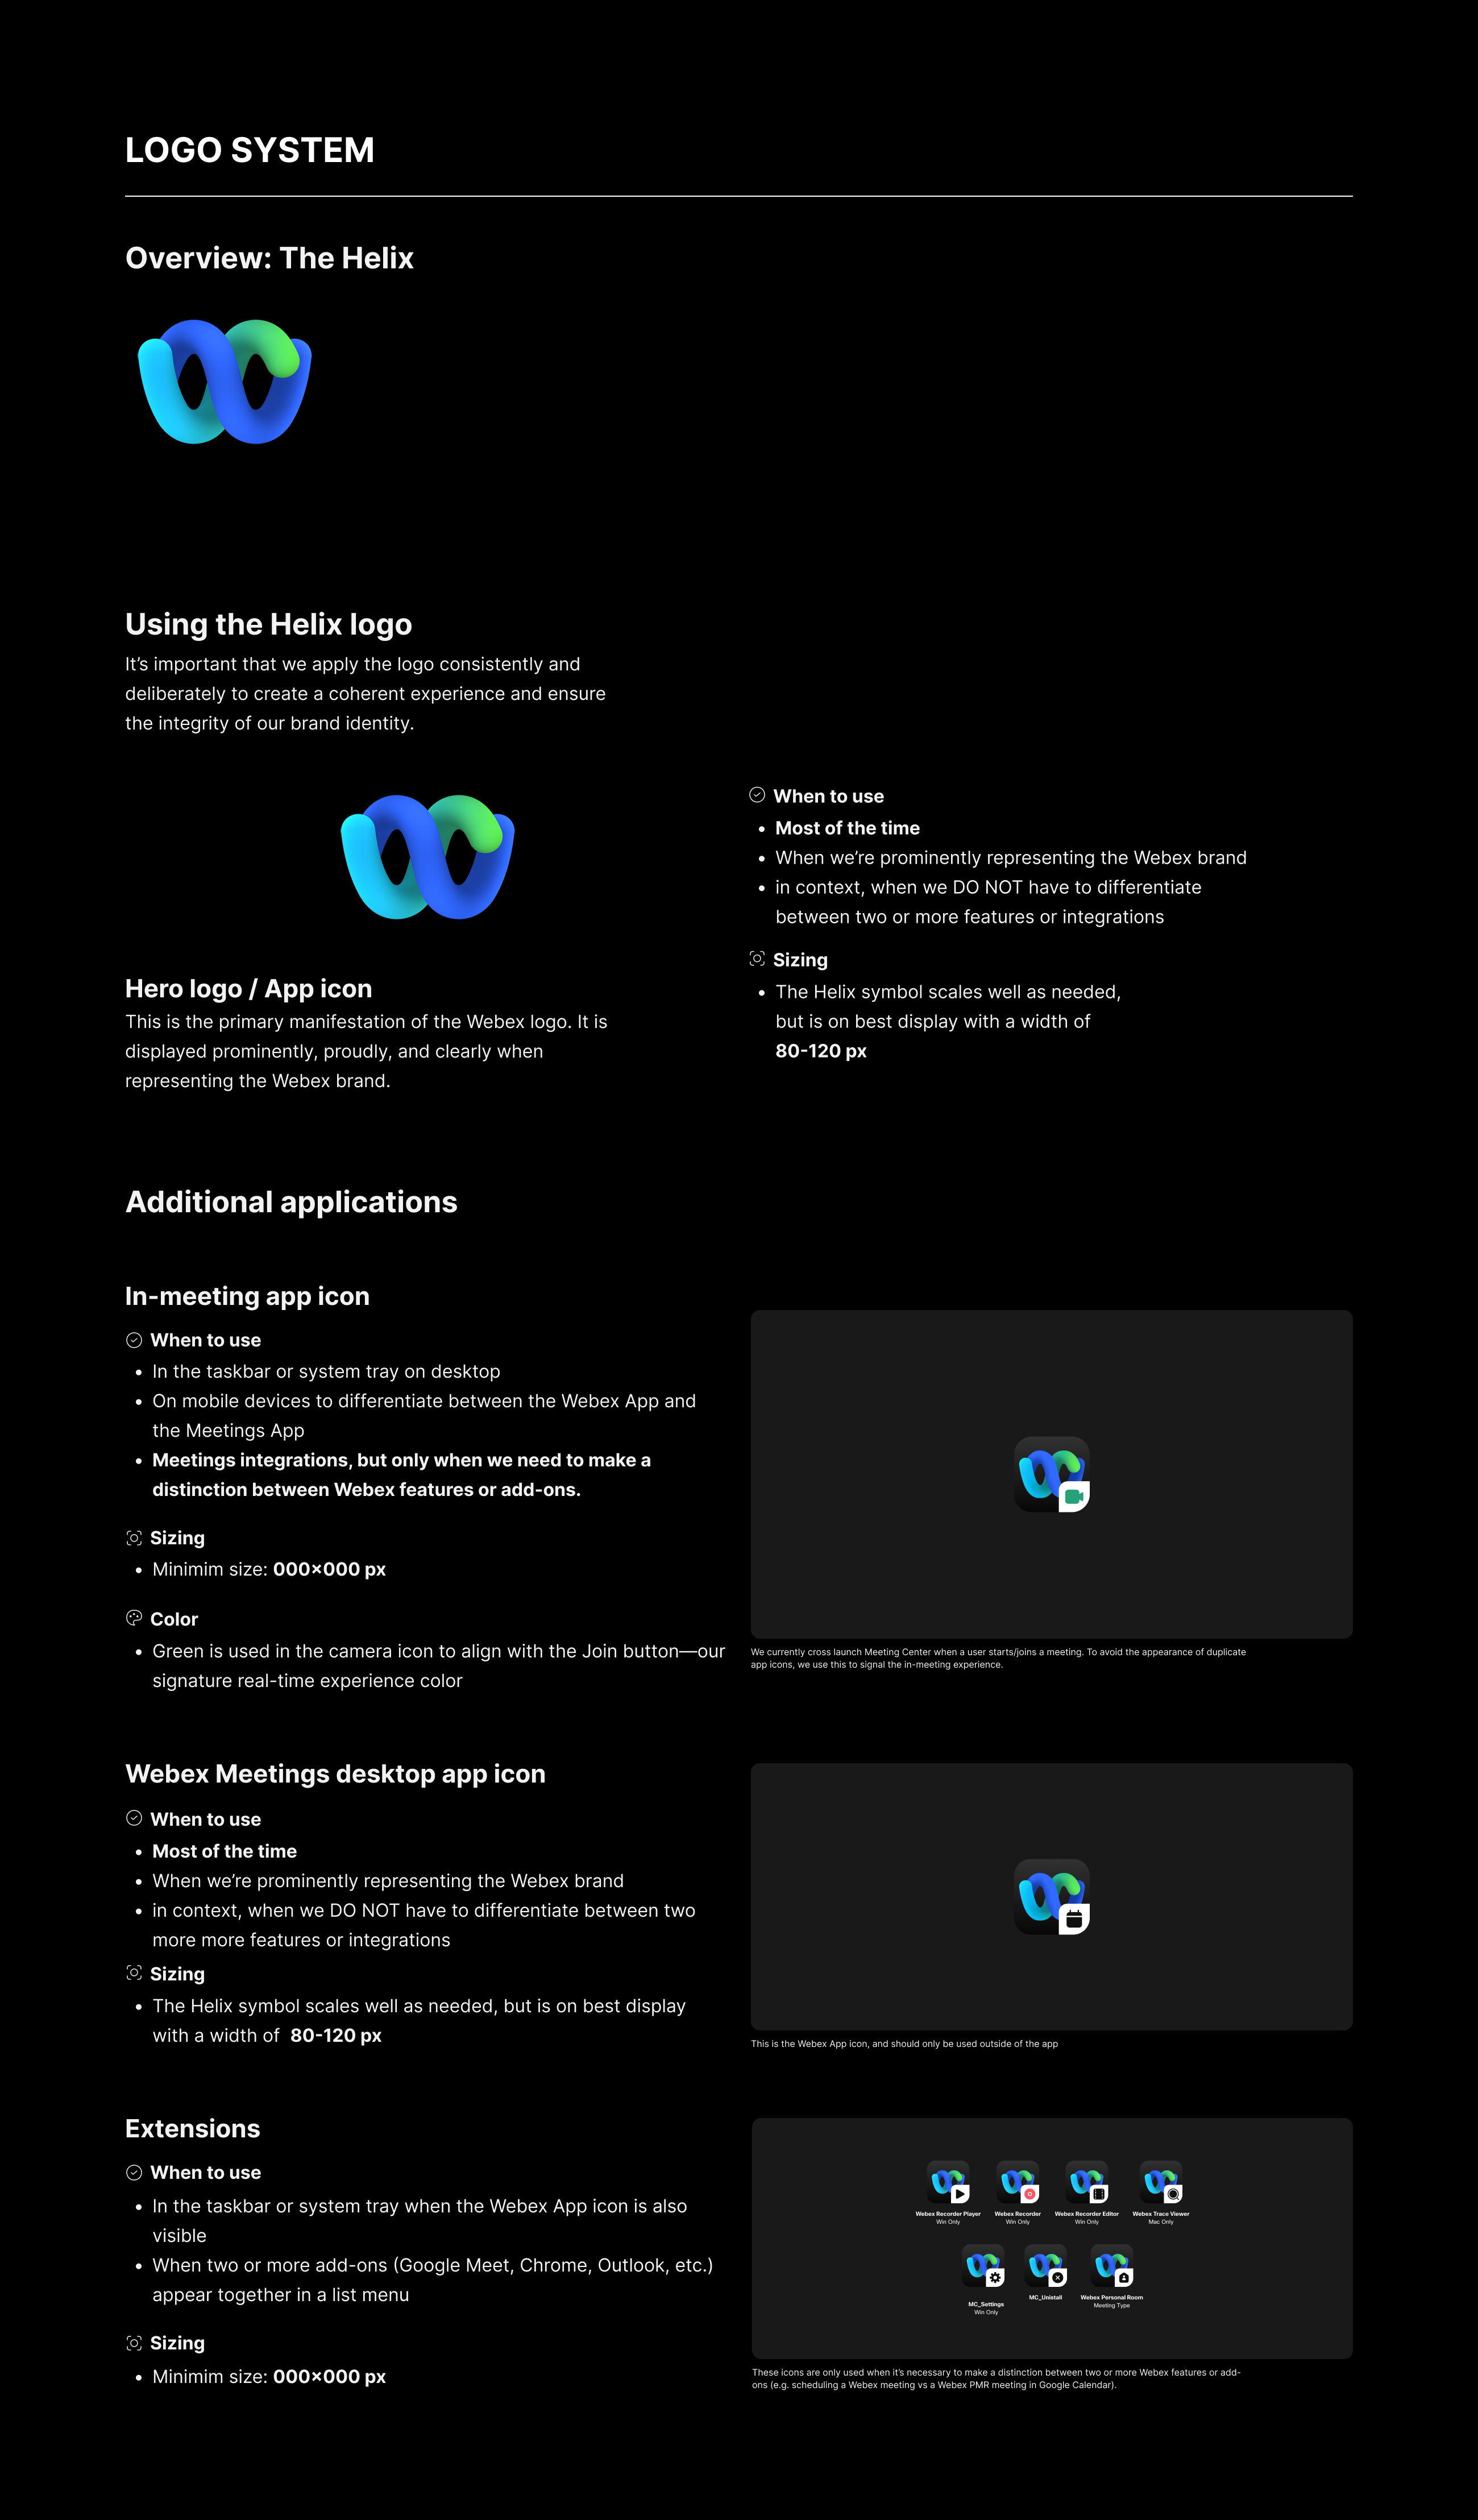 LOGO SYSTEM
Overview: The Helix
Using the Helix logo
It’s important that we apply the logo consistently and
deliberately to create a coherent experience and ensure
the integrity of our brand identity.
Hero logo / App icon
This is the primary manifestation of the Webex logo. It is
displayed prominently, proudly, and clearly when
representing the Webex brand.
When to use
• Most of the time
• When we’re prominently representing the Webex brand
• in context, when we DO NOT have to differentiate
between two or more features or integrations
Sizing
• The Helix symbol scales well as needed,
but is on best display with a width of
80-120 px
Additional applications
In-meeting app icon
When to use
• In the taskbar or system tray on desktop
• On mobile devices to differentiate between the Webex App and
the Meetings App
• Meetings integrations, but only when we need to make a
distinction between Webex features or add-ons.
Sizing
• Minimim size: 000×000 px
Color
• Green is used in the camera icon to align with the Join button—our
signature real-time experience color
We currently cross launch Meeting Center when a user starts/joins a meeting. To avoid the appearance of duplicate
app icons, we use this to signal the in-meeting experience.
Webex Meetings desktop app icon
When to use
• Most of the time
• When we’re prominently representing the Webex brand
• in context, when we DO NOT have to differentiate between two
more more features or integrations
Sizing
• The Helix symbol scales well as needed, but is on best display
with a width of 80-120 px
This is the Webex App icon, and should only be used outside of the app
Extensions
When to use
• In the taskbar or system tray when the Webex App icon is also
visible
• When two or more add-ons (Google Meet, Chrome, Outlook, etc.)
appear together in a list menu
Sizing
• Minimim size: 000×000 px
Webex Recorder Player
Win Only
Webex Recorder
Win Only
Webex Recorder Editor
Win Only
Webex Trace Viewer
Mac Only
MC_Settings
Win Only
MC_Unistall
Webex Personal Room
Meeting Type
These icons are only used when it’s necessary to make a distinction between two or more Webex features or add-
ons (e.g. scheduling a Webex meeting vs a Webex PMR meeting in Google Calendar).